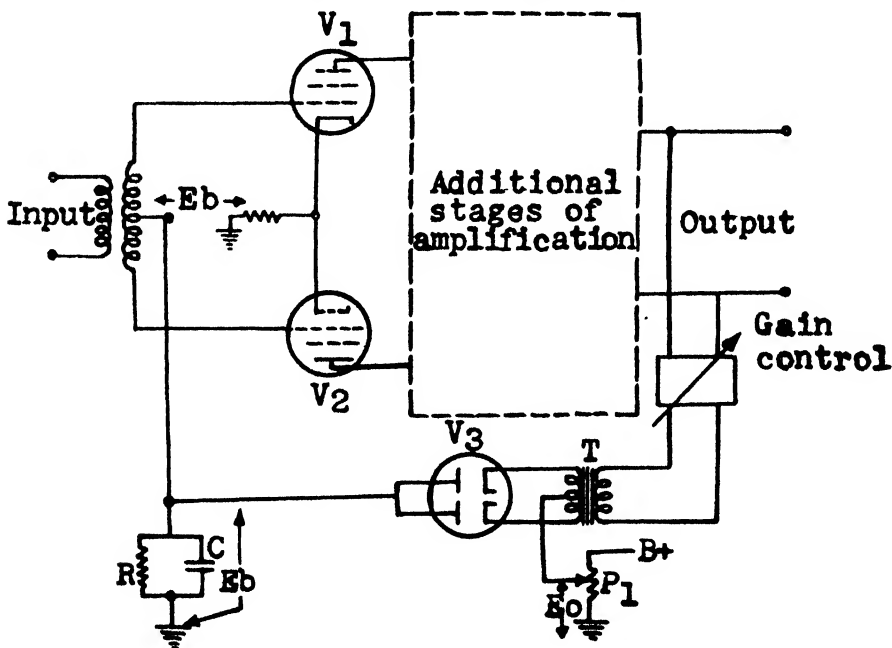 V1
Eb
Input
Additional
stages of
amplification
Output
V2
Gain
control
V3
T
B+
R
C
Eb
Eo
P1